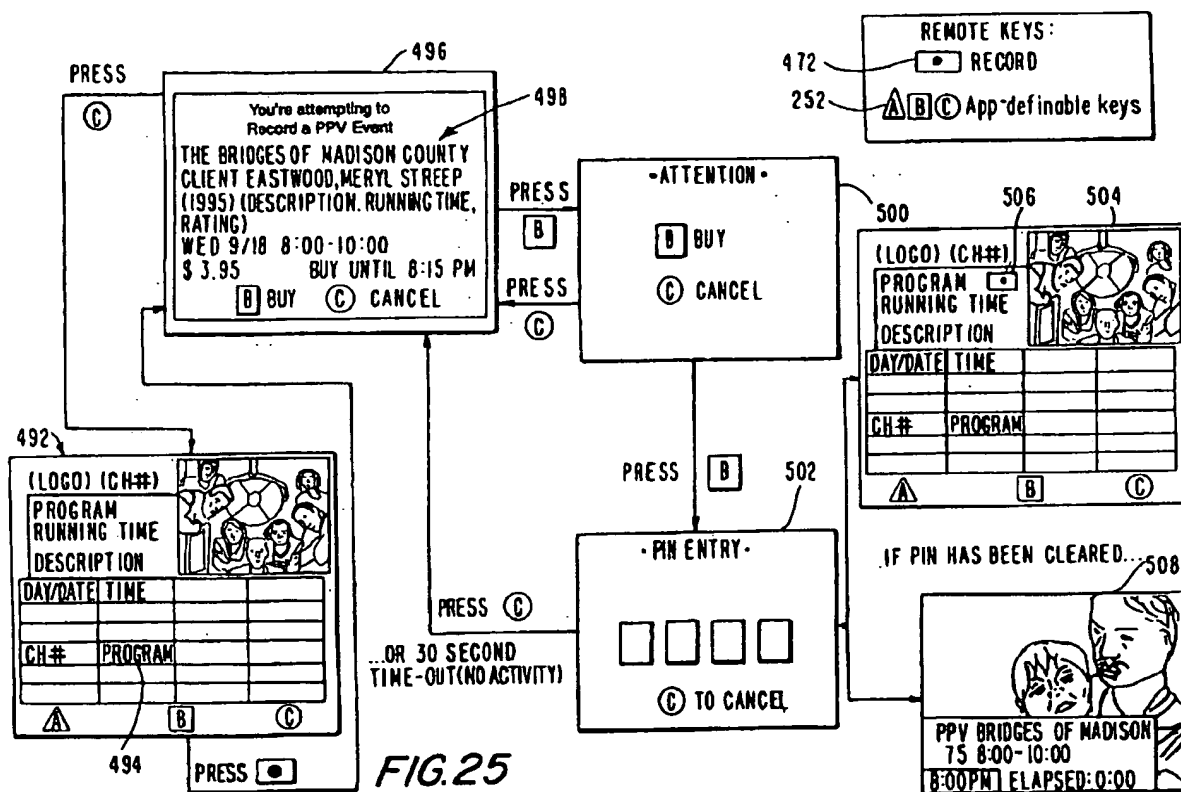 PRESS
C
496
You're attempting to
Record a PPV Event
498
THE BRIDGES OF MADISON COUNTY
CLIENT EASTWOOD, MERYL STREEP
(1995) (DESCRIPTION. RUNNING TIME,
RATING)
WED 9/18 8:00-10:00
$ 3.95 BUY UNTIL 8:15 PM
B BUY C CANCEL
PRESS
B
PRESS
C
•ATTENTION•
B BUY
C CANCEL
500
REMOTE KEYS:
472 RECORD
252 A B C App-definable keys
506 504
(LOGO) (CH#)
PROGRAM
RUNNING TIME
DESCRIPTION
DAY/DATE TIME
CH# PROGRAM
A B C
492
(LOGO) (CH#)
PROGRAM
RUNNING TIME
DESCRIPTION
DAY/DATE TIME
CH# PROGRAM
A B C
494
PRESS
PRESS B
502
•PIN ENTRY•
C TO CANCEL
PRESS C
...OR 30 SECOND
TIME-OUT(NO ACTIVITY)
IF PIN HAS BEEN CLEARED...
508
PPV BRIDGES OF MADISON
75 8:00-10:00
8:00PM ELAPSED:0:00
FIG.25